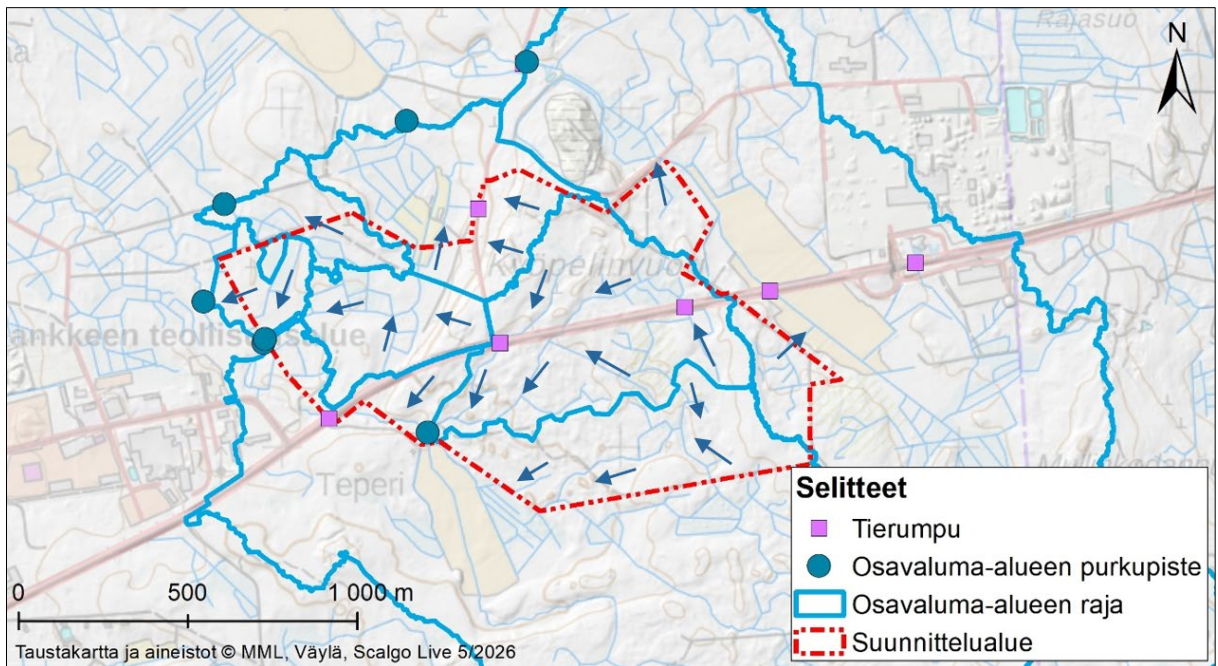 Rajasuo
N
Kyöpelinvuori
ankkeen teollisuusalue
Teperi
Selitteet
Tierumpu
Osavaluma-alueen purkupiste
Osavaluma-alueen raja
Suunnittelualue
0 500 1 000 m
Taustakartta ja aineistot © MML, Väylä, Scalgo Live 5/2026